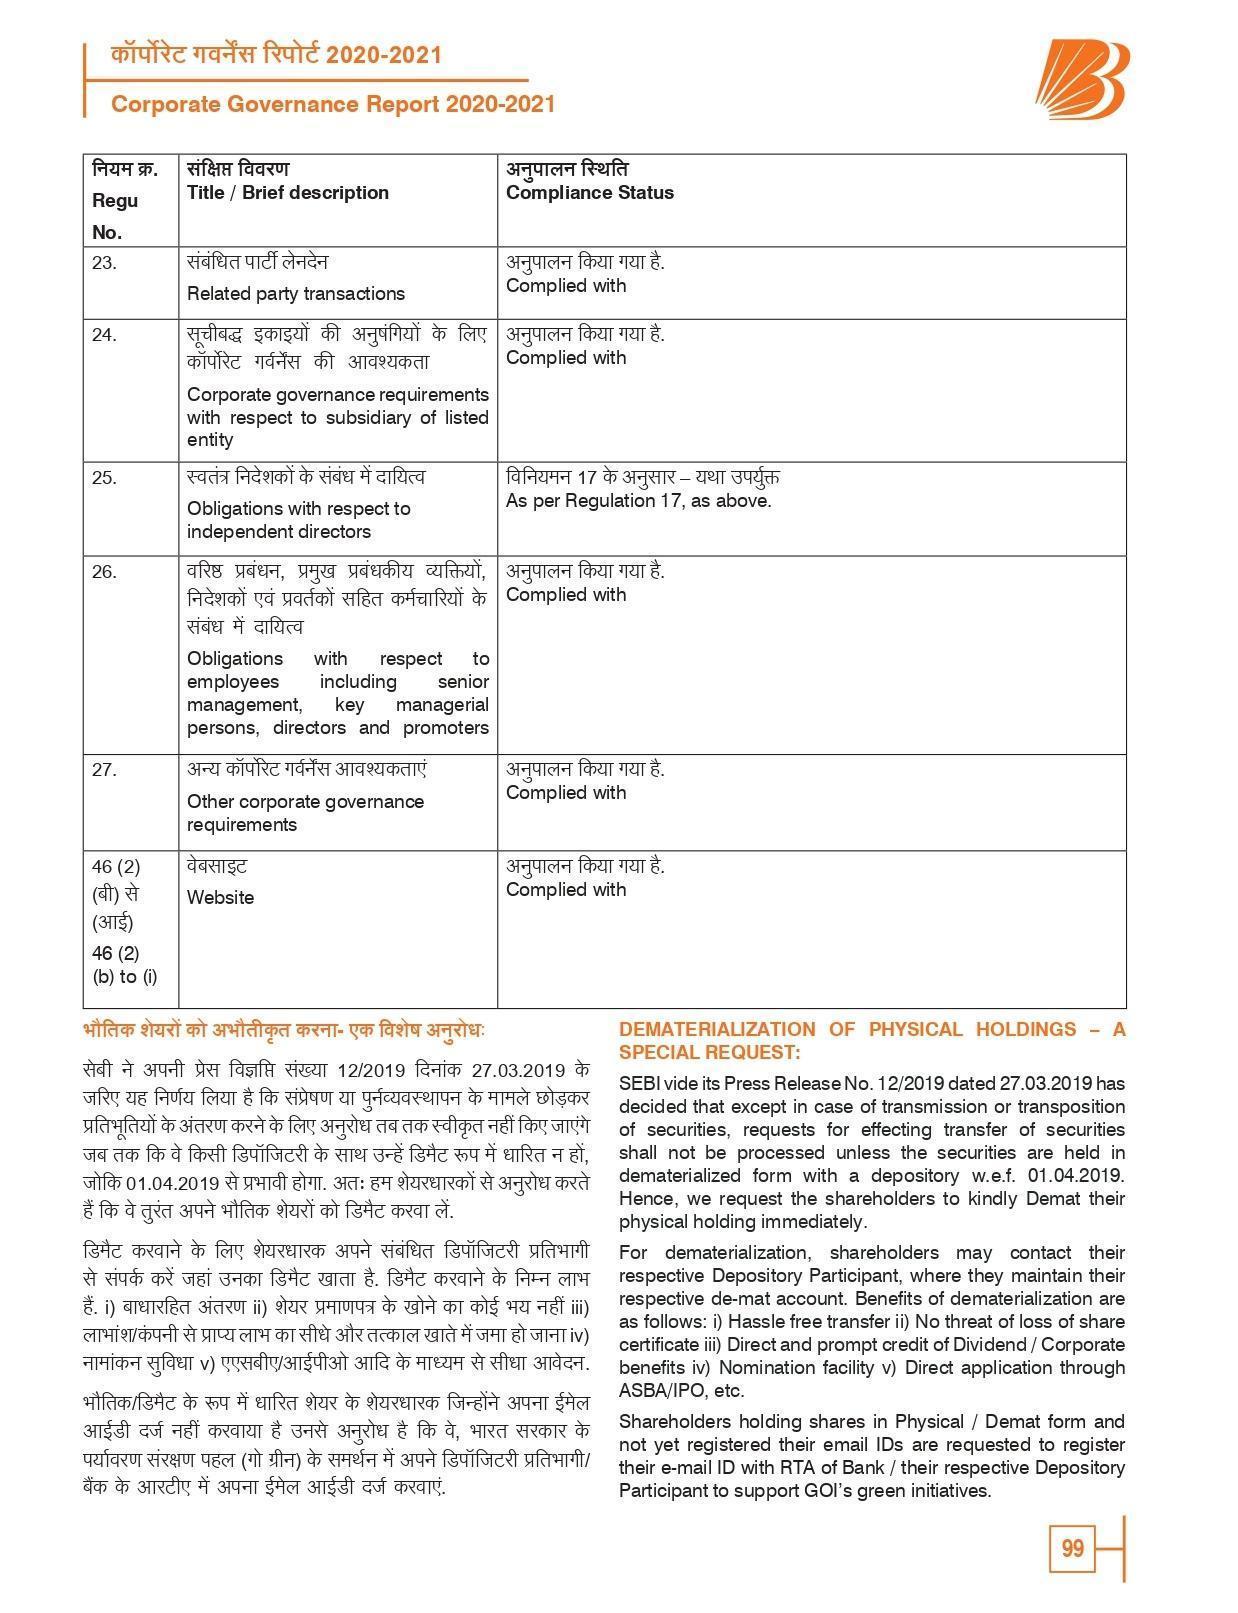 कॉर्पोरेट गवर्नेंस रिपोर्ट 2020-2021
Corporate Governance Report 2020-2021
नियम क्र.
Regu
No.
संक्षिप्त विवरण
Title / Brief description
अनुपालन स्थिति
Compliance Status
23.
संबंधित पार्टी लेनदेन
Related party transactions
अनुपालन किया गया है.
Complied with
24.
सूचीबद्ध इकाइयों की अनुषंगियों के लिए
कॉर्पोरेट गर्वर्नेंस की आवश्यकता
Corporate governance requirements
with respect to subsidiary of listed
entity
अनुपालन किया गया है.
Complied with
25.
स्वतंत्र निदेशकों के संबंध में दायित्व
Obligations with respect to
independent directors
विनियमन 17 के अनुसार – यथा उपर्युक्त
As per Regulation 17, as above.
26.
वरिष्ठ प्रबंधन, प्रमुख प्रबंधकीय व्यक्तियों,
निदेशकों एवं प्रवर्तकों सहित कर्मचारियों के
संबंध में दायित्व
Obligations with respect to
employees including senior
management, key managerial
persons, directors and promoters
अनुपालन किया गया है.
Complied with
27.
अन्य कॉर्पोरेट गर्वर्नेंस आवश्यकताएं
Other corporate governance
requirements
अनुपालन किया गया है.
Complied with
46 (2)
(बी) से
(आई)
46 (2)
(b) to (i)
वेबसाइट
Website
अनुपालन किया गया है.
Complied with
भौतिक शेयरों को अभौतीकृत करना- एक विशेष अनुरोधः
सेबी ने अपनी प्रेस विज्ञप्ति संख्या 12/2019 दिनांक 27.03.2019 के
जरिए यह निर्णय लिया है कि संप्रेषण या पुर्नव्यवस्थापन के मामले छोड़कर
प्रतिभूतियों के अंतरण करने के लिए अनुरोध तब तक स्वीकृत नहीं किए जाएंगे
जब तक कि वे किसी डिपॉजिटरी के साथ उन्हें डिमैट रूप में धारित न हों,
जोकि 01.04.2019 से प्रभावी होगा. अतः हम शेयरधारकों से अनुरोध करते
हैं कि वे तुरंत अपने भौतिक शेयरों को डिमैट करवा लें.
डिमैट करवाने के लिए शेयरधारक अपने संबंधित डिपॉजिटरी प्रतिभागी
से संपर्क करें जहां उनका डिमैट खाता है. डिमैट करवाने के निम्न लाभ
हैं. i) बाधारहित अंतरण ii) शेयर प्रमाणपत्र के खोने का कोई भय नहीं iii)
लाभांश/कंपनी से प्राप्य लाभ का सीधे और तत्काल खाते में जमा हो जाना iv)
नामांकन सुविधा v) एएसबीए/आईपीओ आदि के माध्यम से सीधा आवेदन.
भौतिक/डिमैट के रूप में धारित शेयर के शेयरधारक जिन्होंने अपना ईमेल
आईडी दर्ज नहीं करवाया है उनसे अनुरोध है कि वे, भारत सरकार के
पर्यावरण संरक्षण पहल (गो ग्रीन) के समर्थन में अपने डिपॉजिटरी प्रतिभागी/
बैंक के आरटीए में अपना ईमेल आईडी दर्ज करवाएं.
DEMATERIALIZATION OF PHYSICAL HOLDINGS – A
SPECIAL REQUEST:
SEBI vide its Press Release No. 12/2019 dated 27.03.2019 has
decided that except in case of transmission or transposition
of securities, requests for effecting transfer of securities
shall not be processed unless the securities are held in
dematerialized form with a depository w.e.f. 01.04.2019.
Hence, we request the shareholders to kindly Demat their
physical holding immediately.
For dematerialization, shareholders may contact their
respective Depository Participant, where they maintain their
respective de-mat account. Benefits of dematerialization are
as follows: i) Hassle free transfer ii) No threat of loss of share
certificate iii) Direct and prompt credit of Dividend / Corporate
benefits iv) Nomination facility v) Direct application through
ASBA/IPO, etc.
Shareholders holding shares in Physical / Demat form and
not yet registered their email IDs are requested to register
their e-mail ID with RTA of Bank / their respective Depository
Participant to support GOI's green initiatives.
99